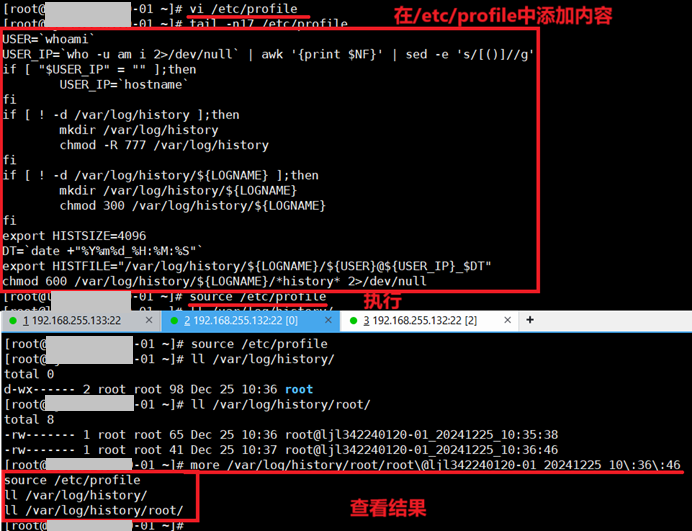 [root@ -01 ~]# vi /etc/profile
在/etc/profile中添加内容
[root@ -01 ~]# tail -n17 /etc/profile
USER=`whoami`
USER_IP=`who -u am i 2>/dev/null` | awk '{print $NF}' | sed -e 's/[()]//g'
if [ "$USER_IP" = "" ];then
USER_IP=`hostname`
fi
if [ ! -d /var/log/history ];then
mkdir /var/log/history
chmod -R 777 /var/log/history
fi
if [ ! -d /var/log/history/${LOGNAME} ];then
mkdir /var/log/history/${LOGNAME}
chmod 300 /var/log/history/${LOGNAME}
fi
export HISTSIZE=4096
DT=`date +"%Y%m%d_%H:%M:%S"`
export HISTFILE="/var/log/history/${LOGNAME}/${USER}@${USER_IP}_$DT"
chmod 600 /var/log/history/${LOGNAME}/*history* 2>/dev/null
[root@ -01 ~]# source /etc/profile
执行
1 192.168.255.133:22 × 2 192.168.255.132:22 [0] × 3 192.168.255.132:22 [2] × +
[root@ -01 ~]# source /etc/profile
[root@ -01 ~]# ll /var/log/history/
total 0
d-wx------ 2 root root 98 Dec 25 10:36 root
[root@ -01 ~]# ll /var/log/history/root/
total 8
-rw------- 1 root root 65 Dec 25 10:36 root@ljl342240120-01_20241225_10:35:38
-rw------- 1 root root 41 Dec 25 10:37 root@ljl342240120-01_20241225_10:36:46
[root@ -01 ~]# more /var/log/history/root/root\@ljl342240120-01_20241225_10\:36\:46
source /etc/profile
ll /var/log/history/
ll /var/log/history/root/
查看结果
[root@ -01 ~]#